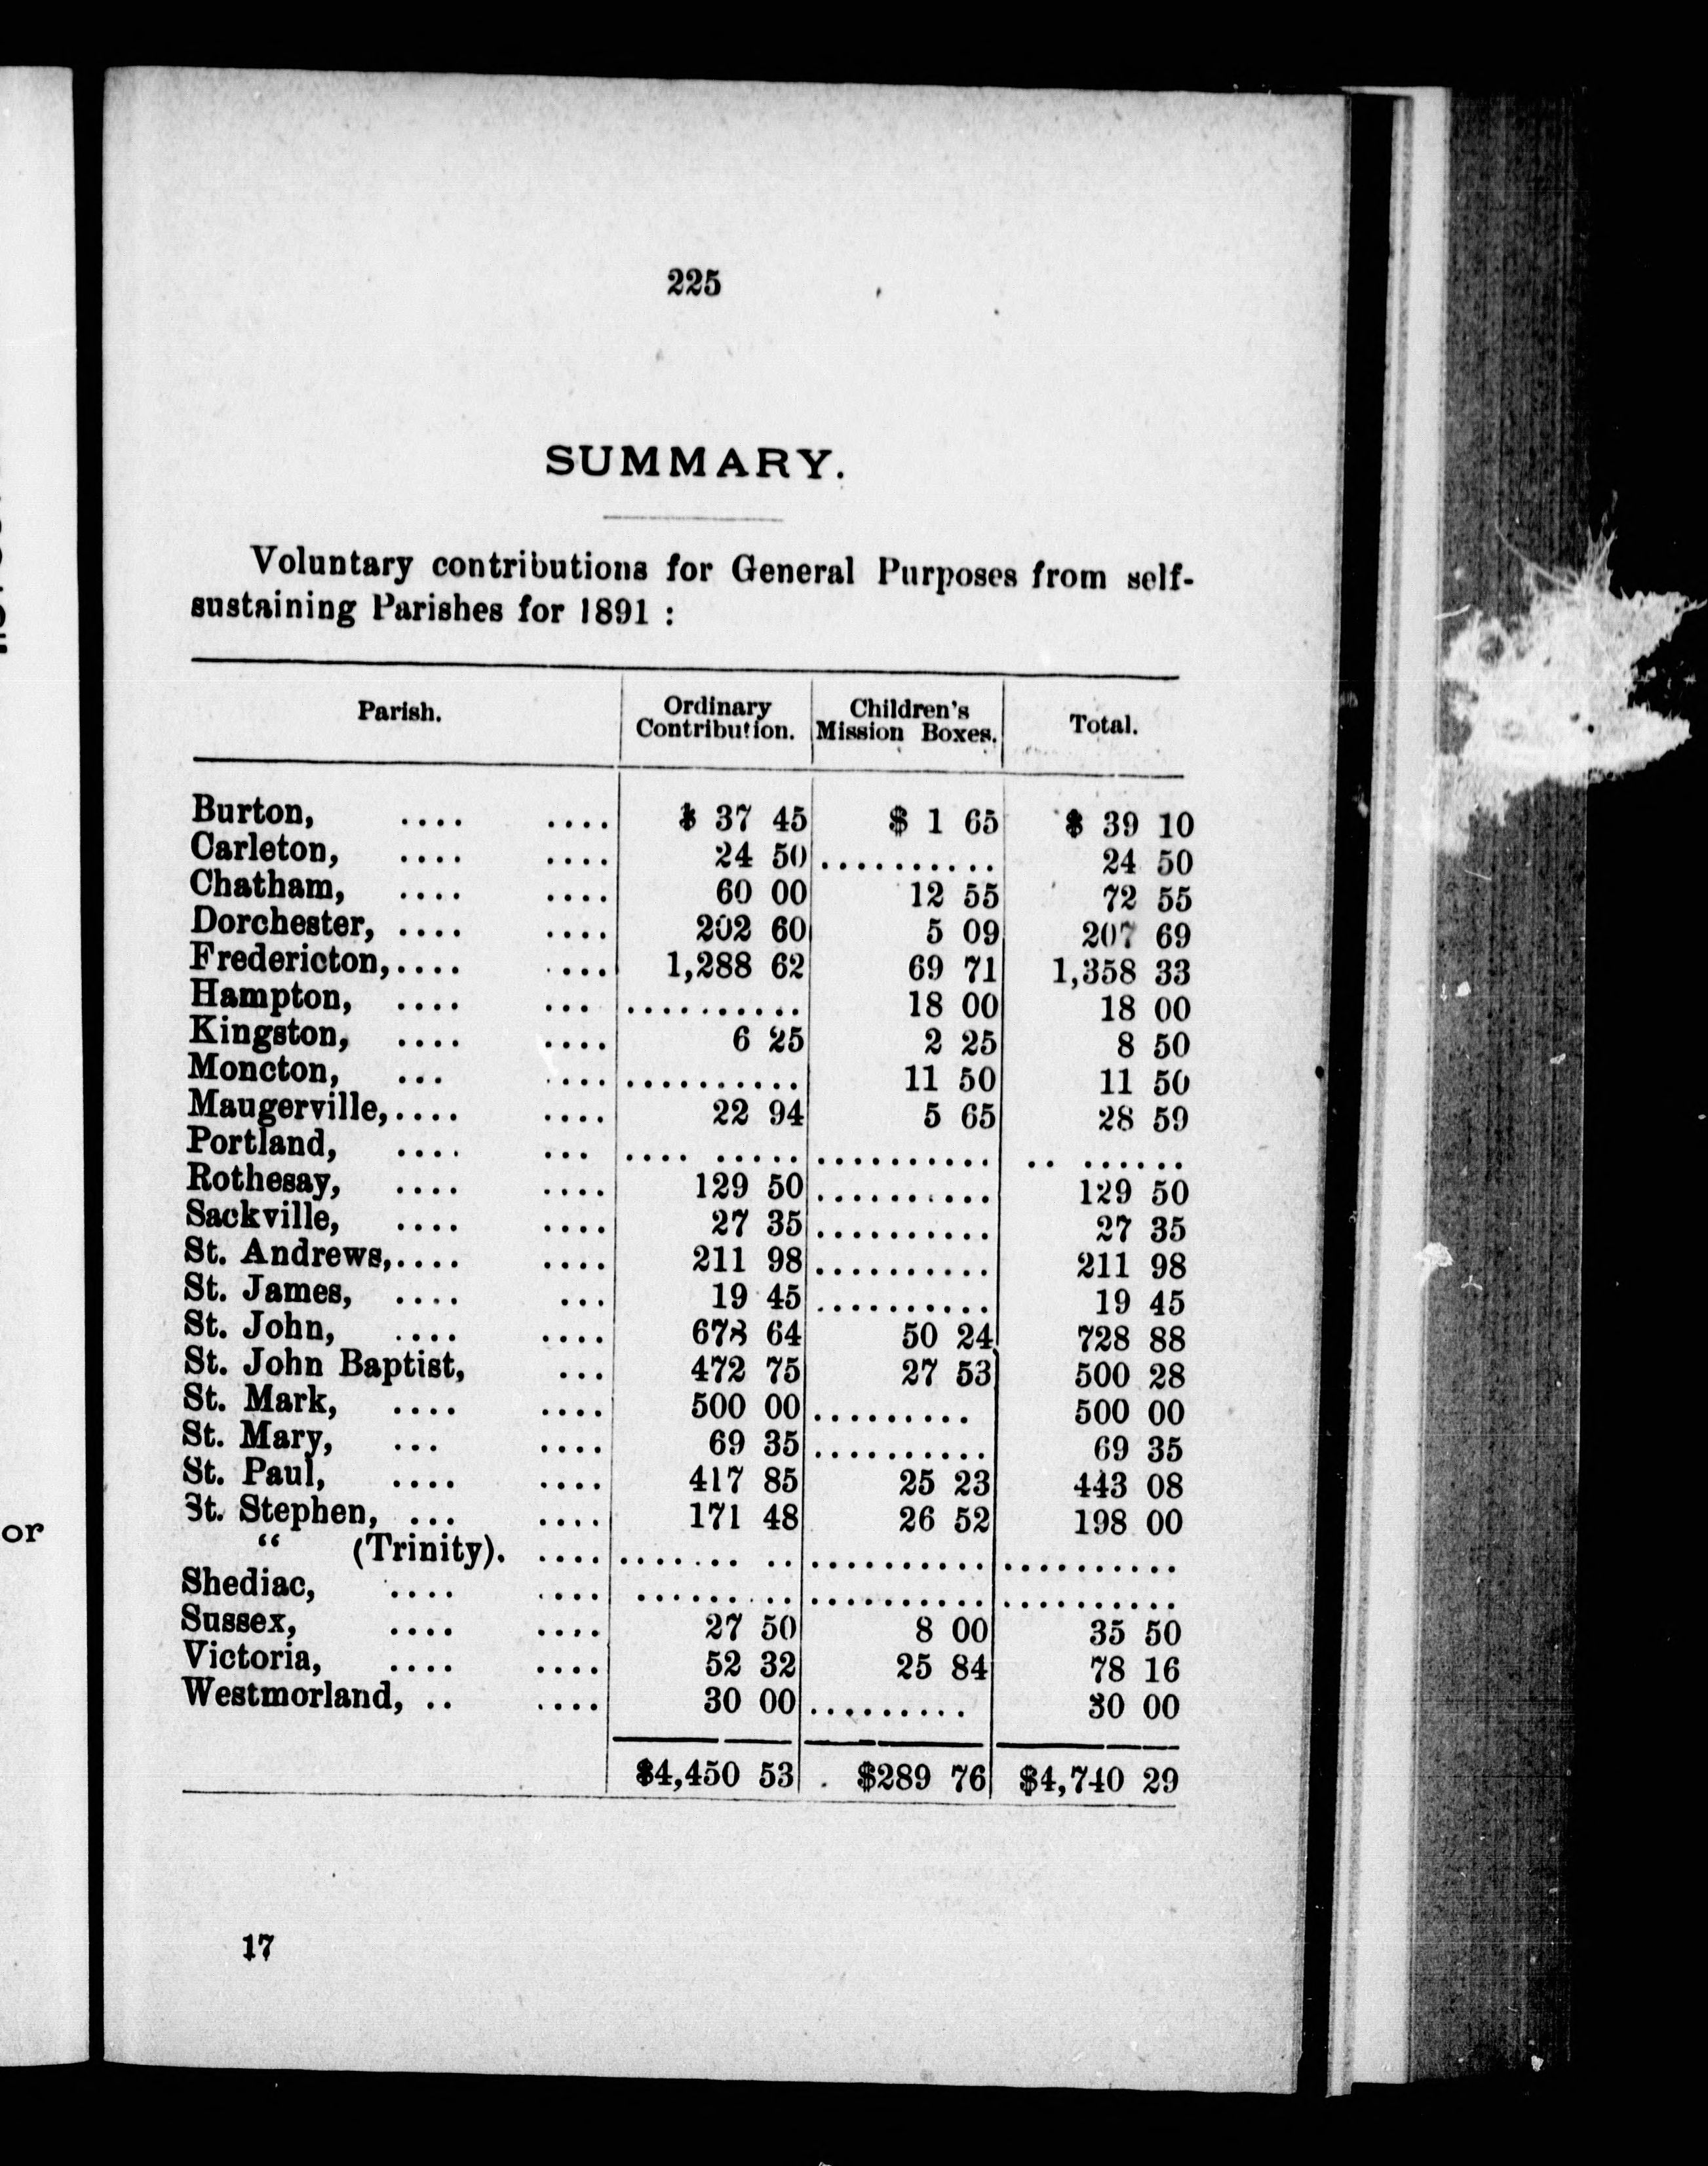 225
SUMMARY.
Voluntary contributions for General Purposes from self-
sustaining Parishes for 1891 :
Parish. Ordinary Contribution. Children's Mission Boxes. Total.
Burton, .... .... $ 37 45 $ 1 65 $ 39 10
Carleton, .... .... 24 50 .......... 24 50
Chatham, .... .... 60 00 12 55 72 55
Dorchester, .... .... 202 60 5 09 207 69
Fredericton,.... .... 1,288 62 69 71 1,358 33
Hampton, .... ... .......... 18 00 18 00
Kingston, .... .... 6 25 2 25 8 50
Moncton, ... .... .......... 11 50 11 50
Maugerville,.... .... 22 94 5 65 28 59
Portland, .... ... .... ..... .......... .. ......
Rothesay, .... .... 129 50 .......... 129 50
Sackville, .... .... 27 35 .......... 27 35
St. Andrews,.... .... 211 98 .......... 211 98
St. James, .... ... 19 45 .......... 19 45
St. John, .... .... 678 64 50 24 728 88
St. John Baptist, ... 472 75 27 53 500 28
St. Mark, .... .... 500 00 ......... 500 00
St. Mary, ... .... 69 35 .......... 69 35
St. Paul, .... .... 417 85 25 23 443 08
St. Stephen, ... .... 171 48 26 52 198 00
" (Trinity). .... ....... .. .......... ..........
Shediac, .... .... ....... .. .......... ..........
Sussex, .... .... 27 50 8 00 35 50
Victoria, .... .... 52 32 25 84 78 16
Westmorland, .. .... 30 00 ......... 30 00
$4,450 53 $289 76 $4,740 29
17
or